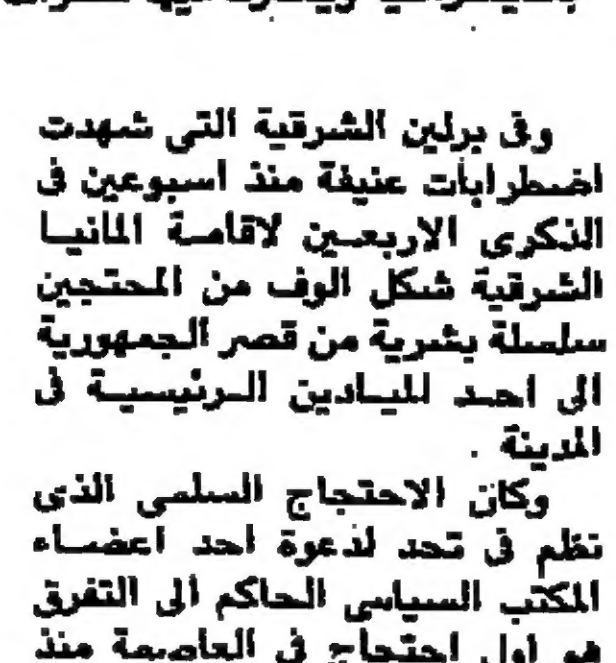 وفى برلين الشرقية التى شهدت
اضطرابات عنيفة منذ اسبوعين فى
الذكرى الاربعين لاقامة المانيا
الشرقية شكل الوف من المحتجين
سلسلة بشرية من قصر الجمهورية
الى احد الميادين الرئيسية فى
المدينة .
وكان الاحتجاج السلمى الذى
نظم فى تحد لدعوة احد اعضاء
المكتب السياسى الحاكم الى التفرق
هو اول احتجاج فى العاصمة منذ